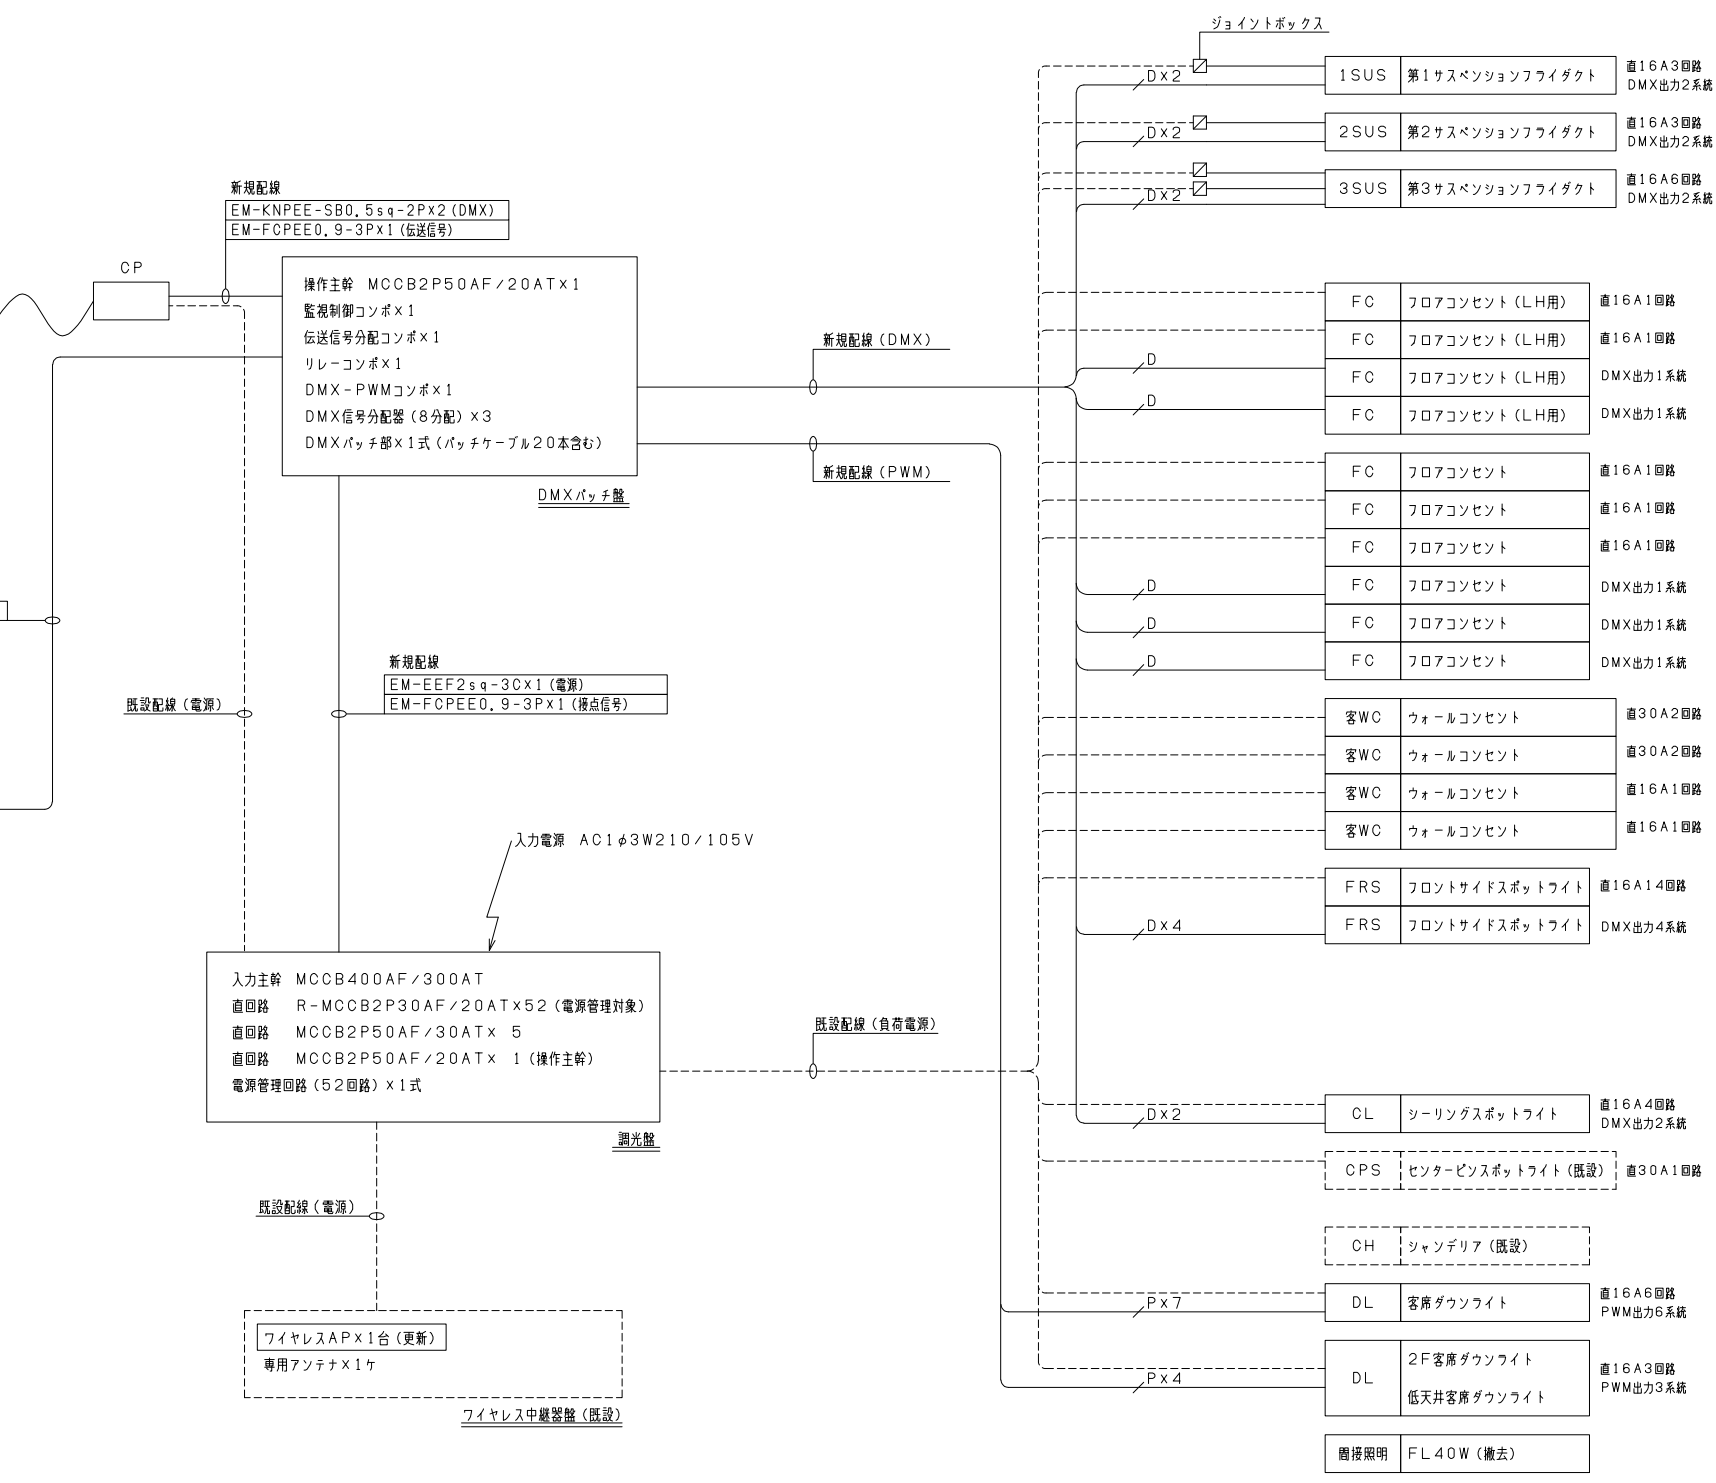 ジョイントボックス
D×2
1SUS 第1サスペンションフライダクト
直16A3回路
DMX出力2系統
D×2
2SUS 第2サスペンションフライダクト
直16A3回路
DMX出力2系統
D×2
3SUS 第3サスペンションフライダクト
直16A6回路
DMX出力2系統
新規配線
EM-KNPEE-SB0.5sq-2P×2(DMX)
EM-FCPEE0.9-3P×1(伝送信号)
CP
操作主幹 MCCB2P50AF/20AT×1
監視制御コンポ×1
伝送信号分配コンポ×1
リレーコンポ×1
DMX-PWMコンポ×1
DMX信号分配器(8分配)×3
DMXパッチ部×1式(パッチケーブル20本含む)
DMXパッチ盤
新規配線(DMX)
新規配線(PWM)
FC フロアコンセント(LH用) 直16A1回路
FC フロアコンセント(LH用) 直16A1回路
D FC フロアコンセント(LH用) DMX出力1系統
D FC フロアコンセント(LH用) DMX出力1系統
FC フロアコンセント 直16A1回路
FC フロアコンセント 直16A1回路
FC フロアコンセント 直16A1回路
D FC フロアコンセント DMX出力1系統
D FC フロアコンセント DMX出力1系統
D FC フロアコンセント DMX出力1系統
新規配線
EM-EEF2sq-3C×1(電源)
EM-FCPEE0.9-3P×1(接点信号)
既設配線(電源)
客WC ウォールコンセント 直30A2回路
客WC ウォールコンセント 直30A2回路
客WC ウォールコンセント 直16A1回路
客WC ウォールコンセント 直16A1回路
入力電源 AC1φ3W210/105V
FRS フロントサイドスポットライト 直16A14回路
D×4 FRS フロントサイドスポットライト DMX出力4系統
入力主幹 MCCB400AF/300AT
直回路 R-MCCB2P30AF/20AT×52(電源管理対象)
直回路 MCCB2P50AF/30AT× 5
直回路 MCCB2P50AF/20AT× 1(操作主幹)
電源管理回路(52回路)×1式
調光盤
既設配線(負荷電源)
D×2
CL シーリングスポットライト
直16A4回路
DMX出力2系統
CPS センターピンスポットライト(既設) 直30A1回路
既設配線(電源)
CH シャンデリア(既設)
P×7
DL 客席ダウンライト
直16A6回路
PWM出力6系統
ワイヤレスAP×1台(更新)
専用アンテナ×1ケ
ワイヤレス中継器盤(既設)
P×4
DL
2F客席ダウンライト
低天井客席ダウンライト
直16A3回路
PWM出力3系統
間接照明 FL40W(撤去)